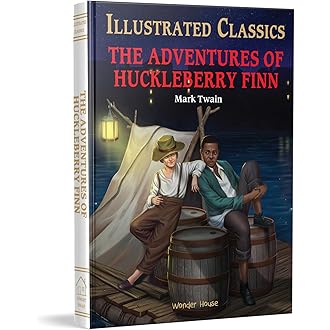 ILLUSTRATED CLASSICS
THE ADVENTURES OF
HUCKLEBERRY FINN
Mark Twain
Wonder House
THE ADVENTURES OF
HUCKLEBERRY FINN